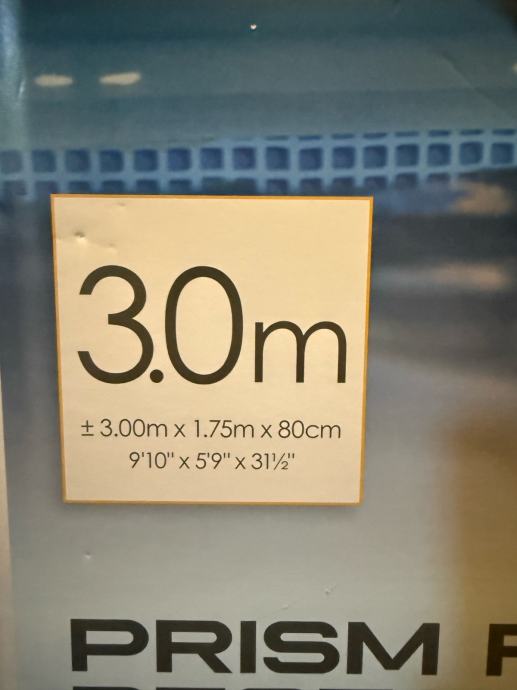 3.0m
± 3.00m x 1.75m x 80cm
9'10" x 5'9" x 31½"
PRISM F